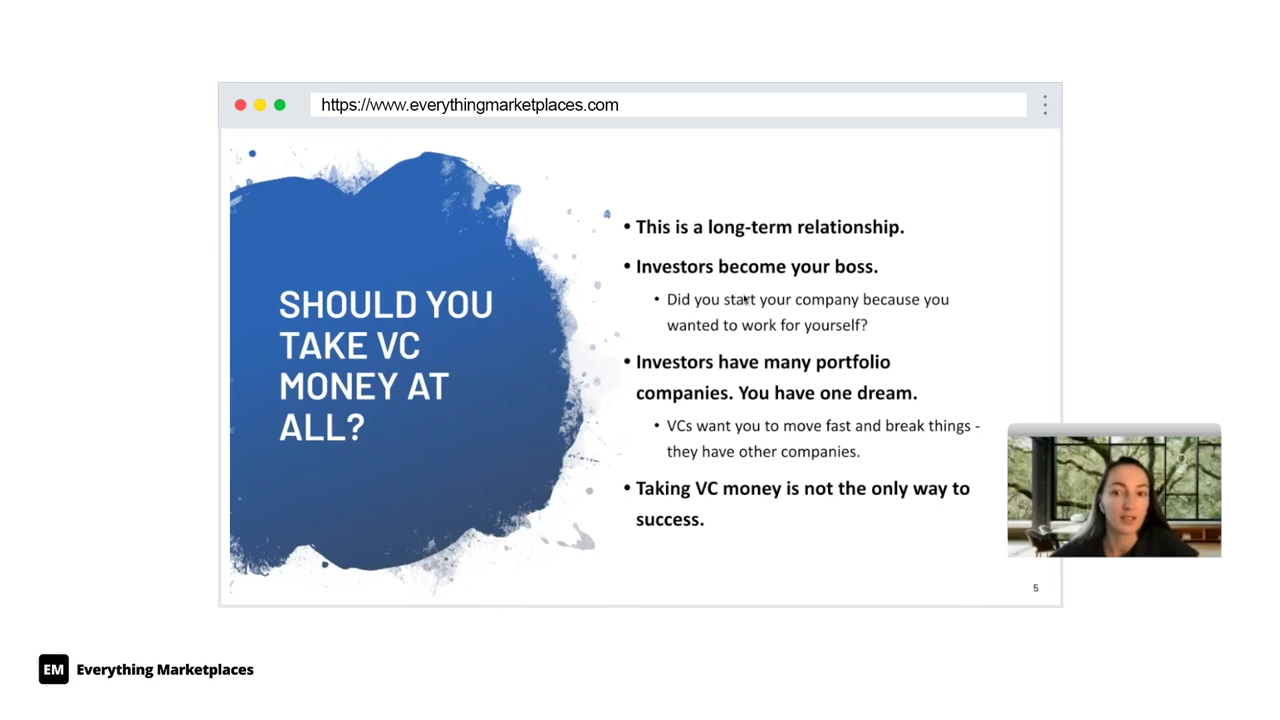 https://www.everythingmarketplaces.com
SHOULD YOU
TAKE VC
MONEY AT
ALL?
• This is a long-term relationship.
• Investors become your boss.
• Did you start your company because you
wanted to work for yourself?
• Investors have many portfolio
companies. You have one dream.
• VCs want you to move fast and break things -
they have other companies.
• Taking VC money is not the only way to
success.
5
EM Everything Marketplaces